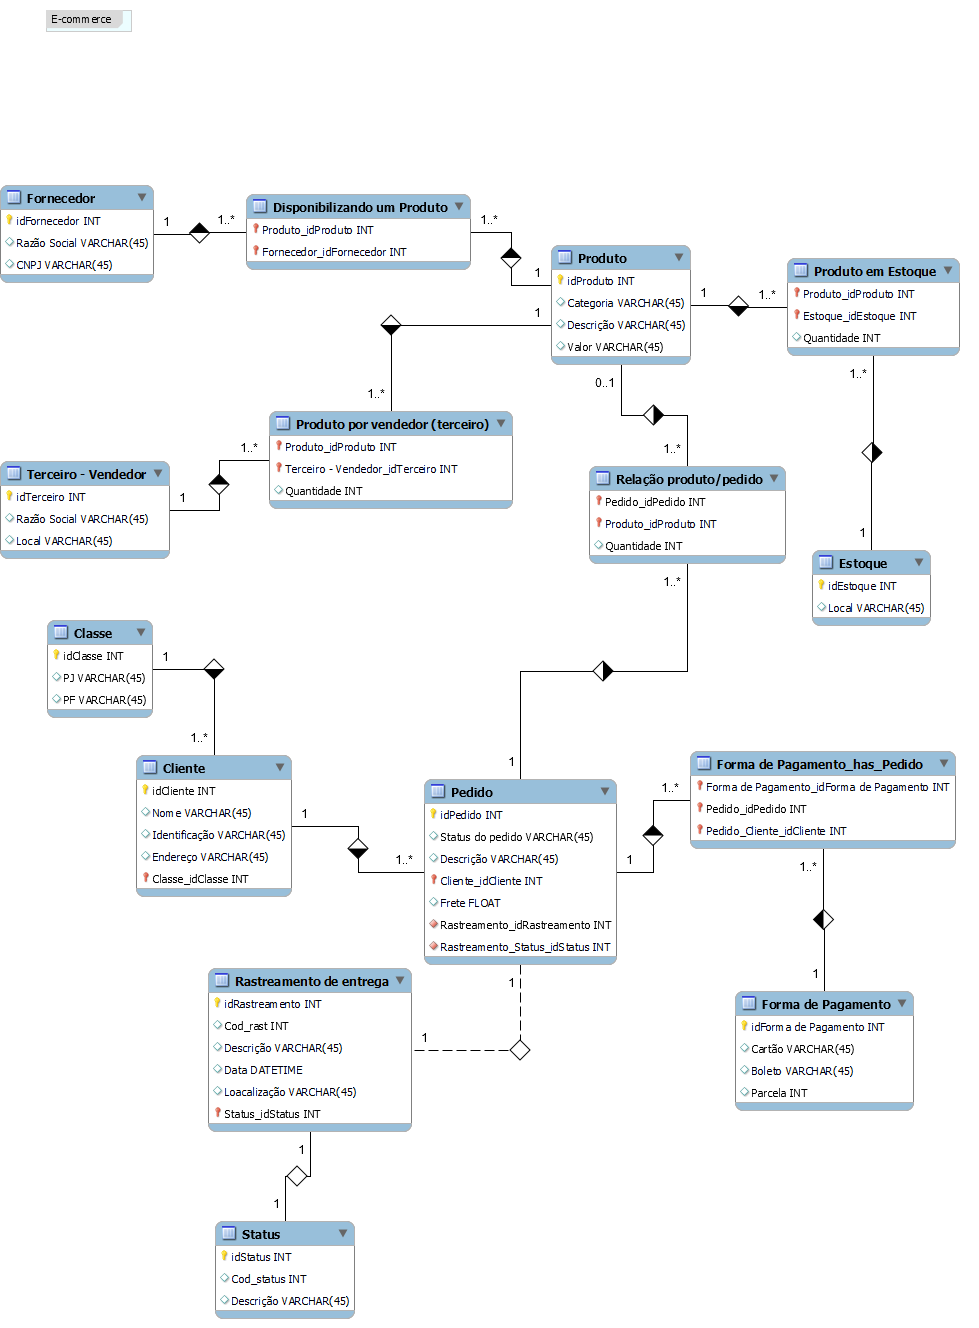 E-commerce
Fornecedor
idFornecedor INT
Razão Social VARCHAR(45)
CNPJ VARCHAR(45)
1
1..*
Disponibilizando um Produto
Produto_idProduto INT
Fornecedor_idFornecedor INT
1..*
1
Produto
idProduto INT
Categoria VARCHAR(45)
Descrição VARCHAR(45)
Valor VARCHAR(45)
1
1..*
Produto em Estoque
Produto_idProduto INT
Estoque_idEstoque INT
Quantidade INT
1
1..*
0..1
1..*
1..*
1
Produto por vendedor (terceiro)
Produto_idProduto INT
Terceiro - Vendedor_idTerceiro INT
Quantidade INT
1..*
1
Terceiro - Vendedor
idTerceiro INT
Razão Social VARCHAR(45)
Local VARCHAR(45)
Relação produto/pedido
Pedido_idPedido INT
Produto_idProduto INT
Quantidade INT
1..*
1
Estoque
idEstoque INT
Local VARCHAR(45)
Classe
idClasse INT
PJ VARCHAR(45)
PF VARCHAR(45)
1
1..*
Cliente
idCliente INT
Nome VARCHAR(45)
Identificação VARCHAR(45)
Endereço VARCHAR(45)
Classe_idClasse INT
1
1..*
Pedido
idPedido INT
Status do pedido VARCHAR(45)
Descrição VARCHAR(45)
Cliente_idCliente INT
Frete FLOAT
Rastreamento_idRastreamento INT
Rastreamento_Status_idStatus INT
1
1..*
Forma de Pagamento_has_Pedido
Forma de Pagamento_idForma de Pagamento INT
Pedido_idPedido INT
Pedido_Cliente_idCliente INT
1..*
1
Forma de Pagamento
idForma de Pagamento INT
Cartão VARCHAR(45)
Boleto VARCHAR(45)
Parcela INT
1
1
Rastreamento de entrega
idRastreamento INT
Cod_rast INT
Descrição VARCHAR(45)
Data DATETIME
Loacalização VARCHAR(45)
Status_idStatus INT
1
1
Status
idStatus INT
Cod_status INT
Descrição VARCHAR(45)